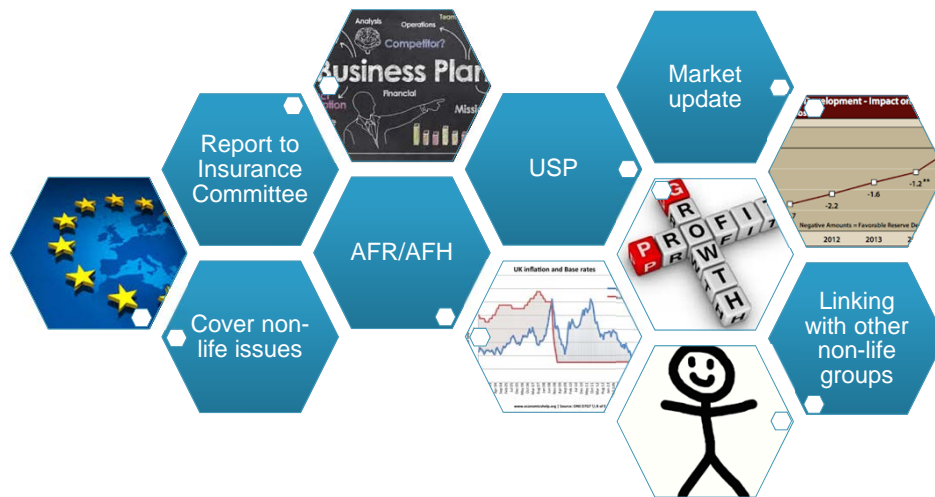 Analysis
Operations
Team
Competitor?
Business Plan
Financial
Market
update
Report to
Insurance
Committee
USP
AFR/AFH
Cover non-
life issues
Linking
with other
non-life
groups
UK inflation and Base rates
GROWTH
PROFIT
-2.2
-1.6
-1.2**
Negative Amounts = Favorable Reserve De
2012
2013